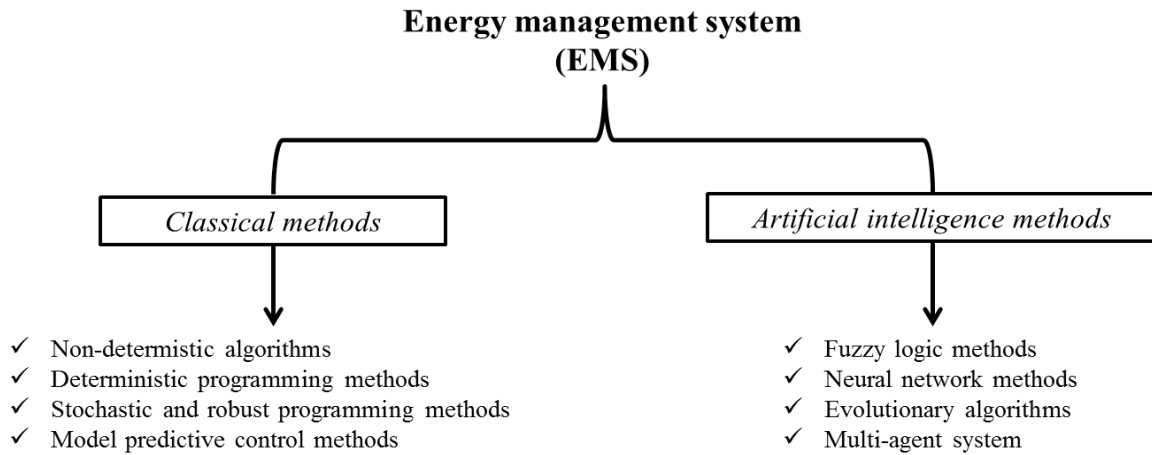 Energy management system
(EMS)
Classical methods
Artificial intelligence methods
✓ Non-determistic algorithms
✓ Deterministic programming methods
✓ Stochastic and robust programming methods
✓ Model predictive control methods
✓ Fuzzy logic methods
✓ Neural network methods
✓ Evolutionary algorithms
✓ Multi-agent system